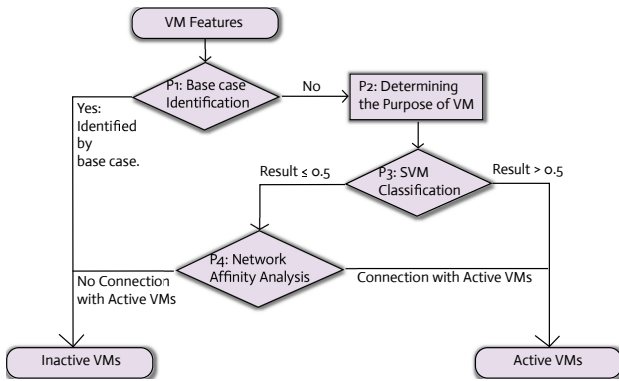 VM Features
P1: Base case
Identification
No
P2: Determining
the Purpose of VM
Yes:
Identified
by
base case.
P3: SVM
Classification
Result ≤ 0.5
Result > 0.5
P4: Network
Affinity Analysis
No Connection
with Active VMs
Connection with Active VMs
Inactive VMs
Active VMs